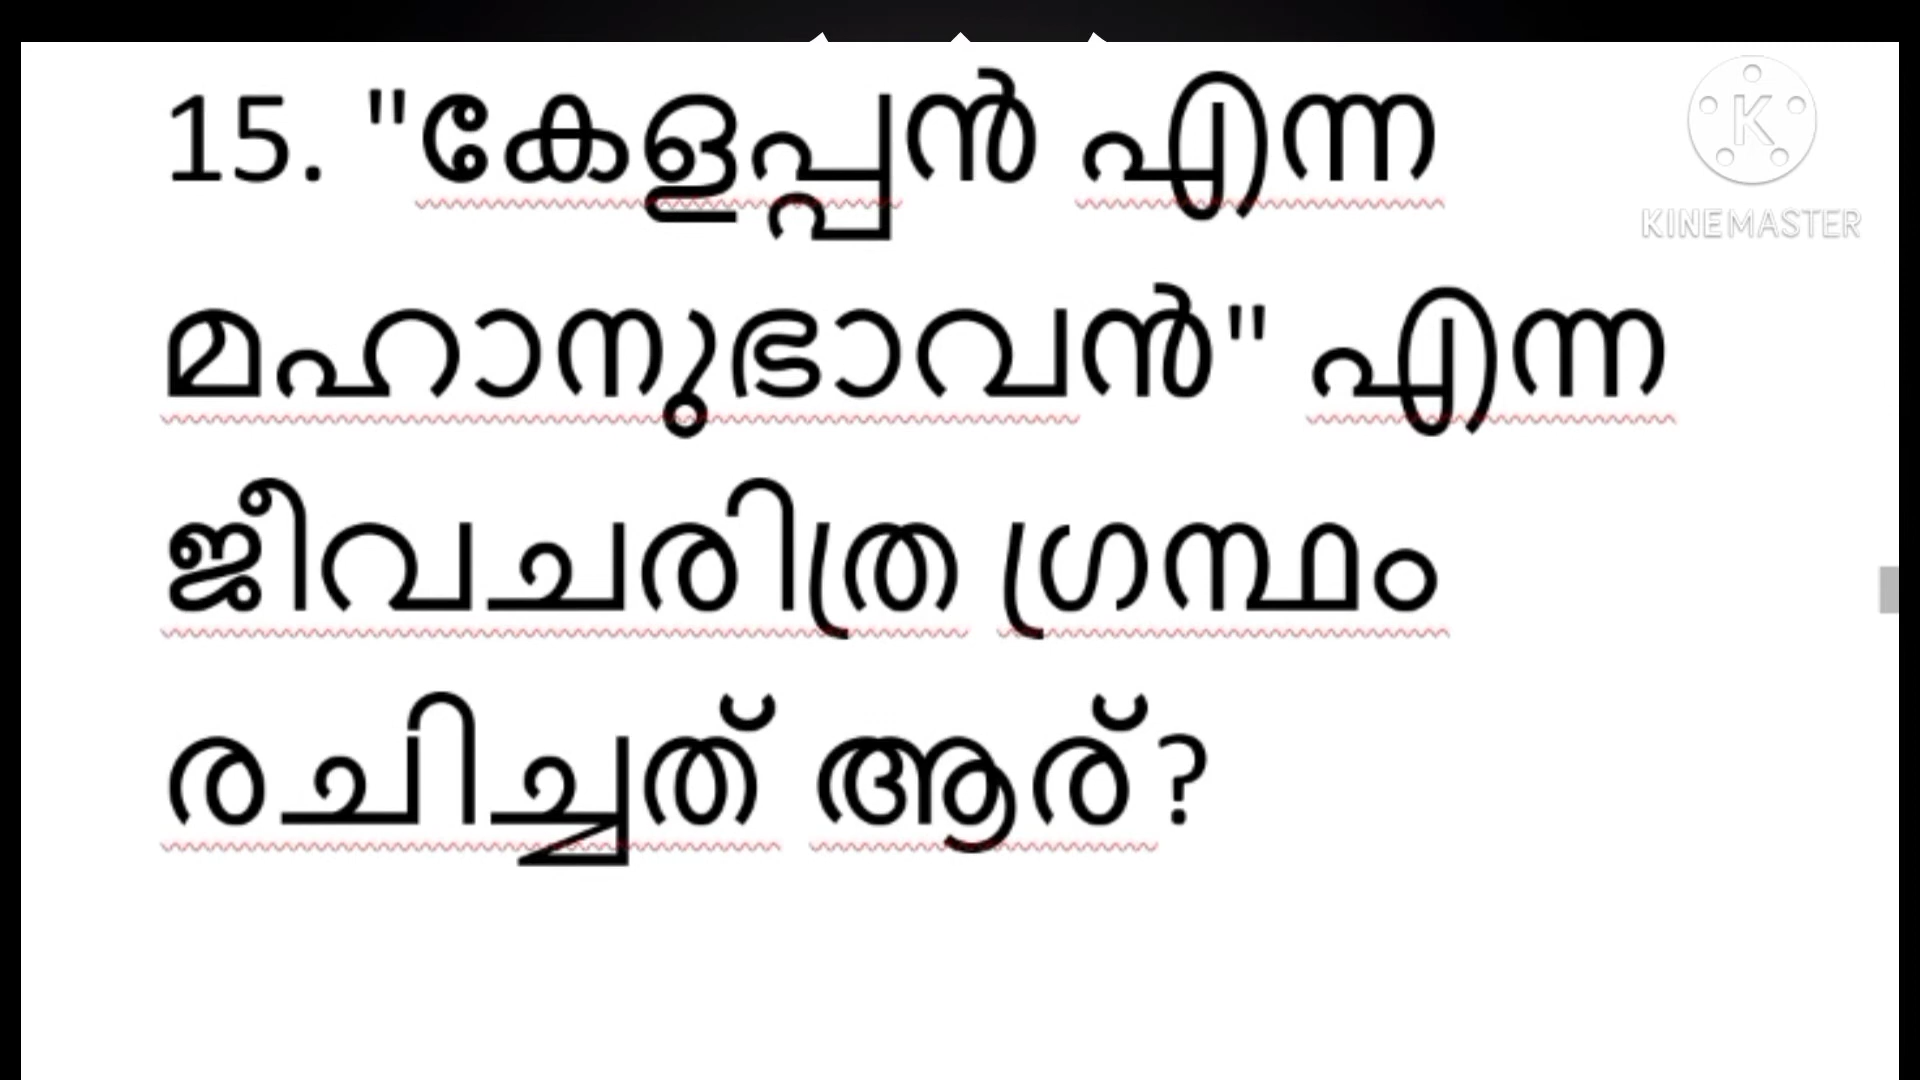 15. "കേളപ്പൻ എന്ന
മഹാനുഭാവൻ" എന്ന
ജീവചരിത്ര ഗ്രന്ഥം
രചിച്ചത് ആര്?
K
KINEMASTER